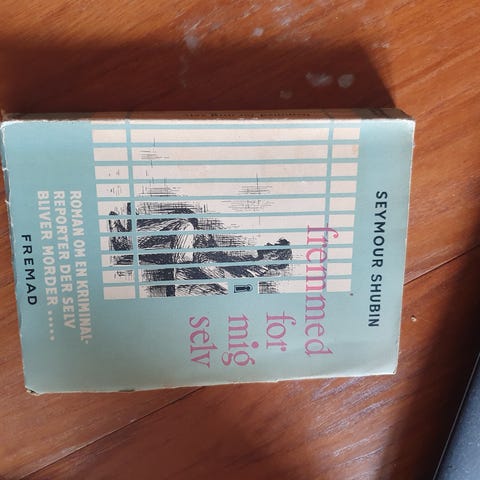 SEYMOUR SHUBIN
fremmed
for
mig
selv
ROMAN OM EN KRIMINAL-
REPORTER DER SELV
BLIVER MORDER.....
FREMAD